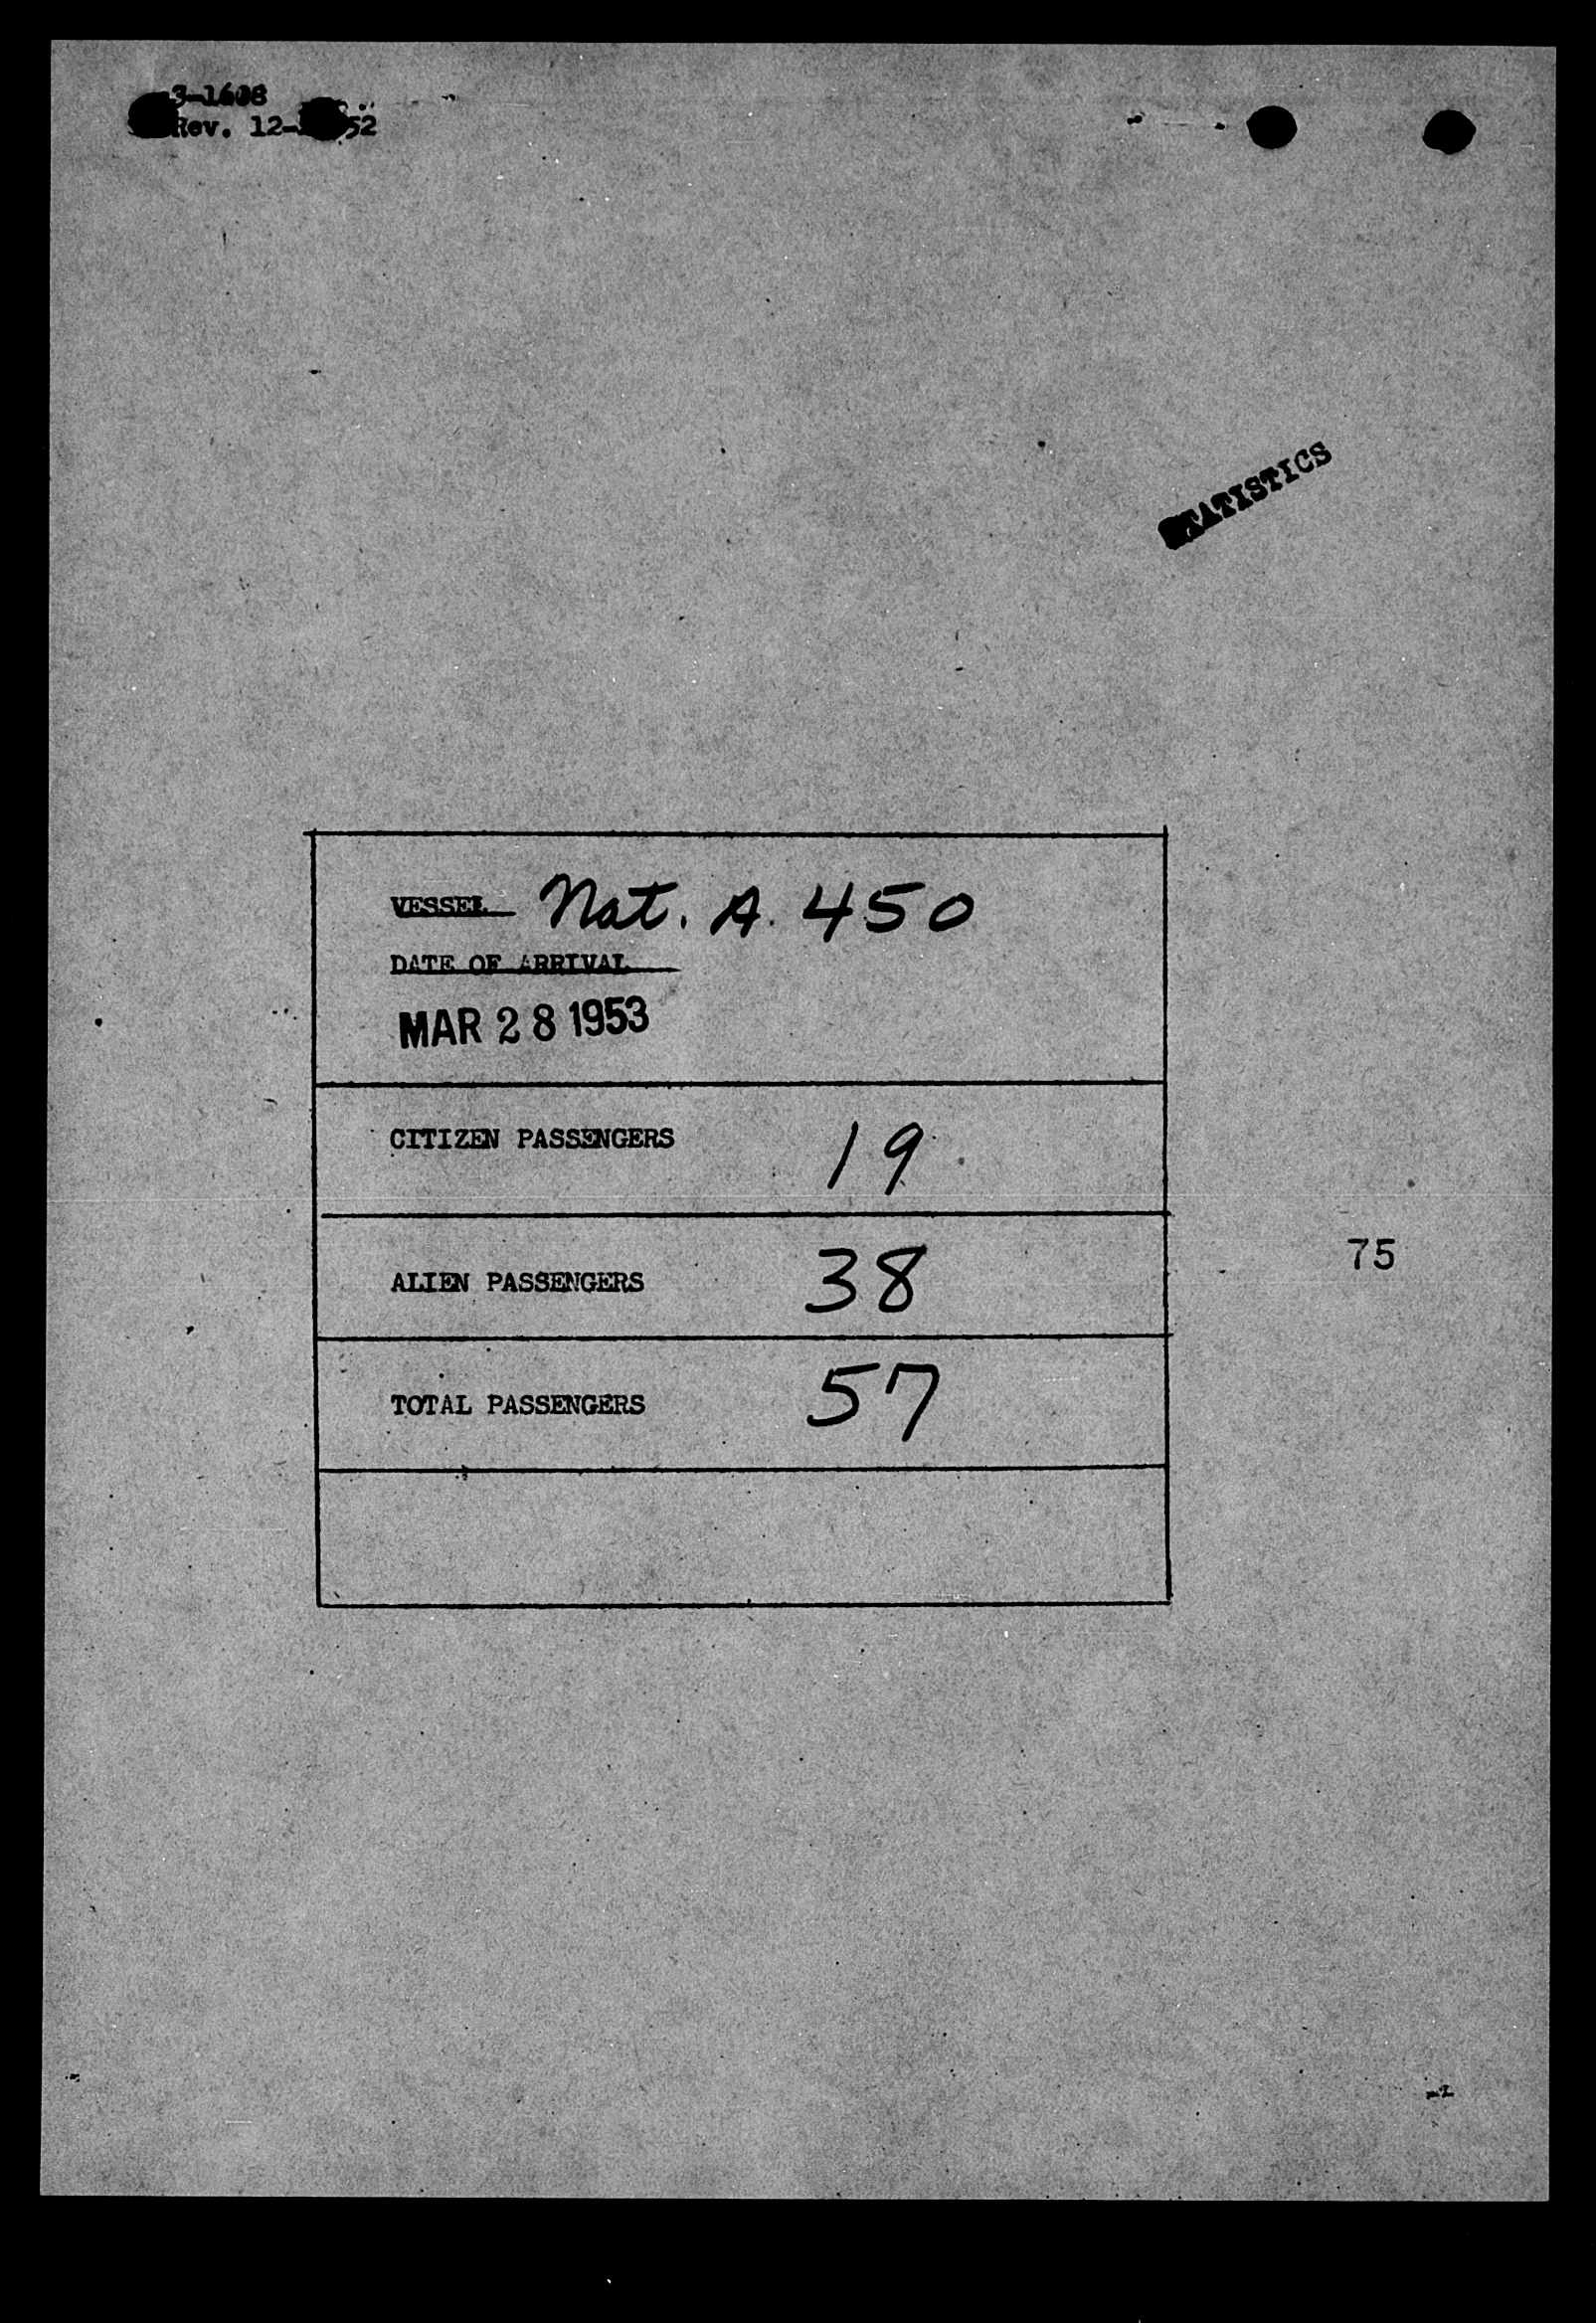 3-1608
Rev. 12-
52
STATISTICS
VESSEL Nat. A. 450
DATE OF ARRIVAL
MAR 28 1953
CITIZEN PASSENGERS 19
ALIEN PASSENGERS 38
75
TOTAL PASSENGERS 57